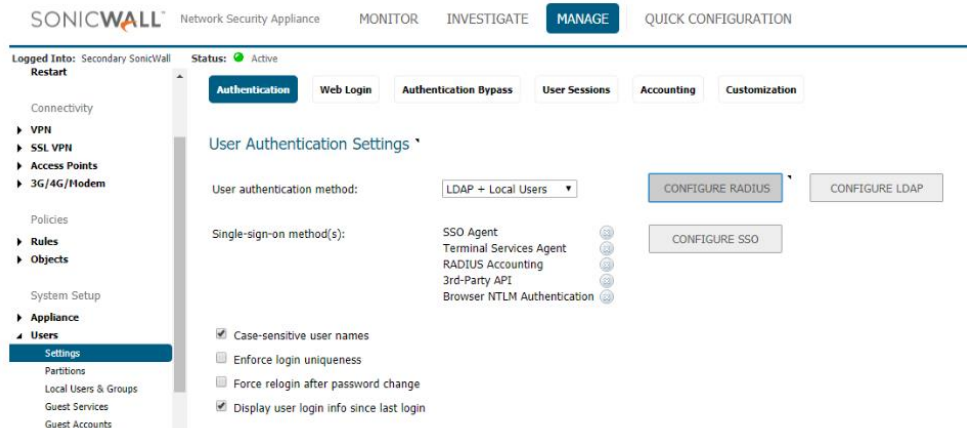 SONICWALL Network Security Appliance MONITOR INVESTIGATE MANAGE QUICK CONFIGURATION
Logged Into: Secondary SonicWall Status: Active
Restart
Connectivity
VPN
SSL VPN
Access Points
3G/4G/Modem
Policies
Rules
Objects
System Setup
Appliance
Users
Settings
Partitions
Local Users & Groups
Guest Services
Guest Accounts
Authentication Web Login Authentication Bypass User Sessions Accounting Customization
User Authentication Settings
User authentication method: LDAP + Local Users CONFIGURE RADIUS CONFIGURE LDAP
Single-sign-on method(s): SSO Agent CONFIGURE SSO
Terminal Services Agent
RADIUS Accounting
3rd-Party API
Browser NTLM Authentication
Case-sensitive user names
Enforce login uniqueness
Force relogin after password change
Display user login info since last login